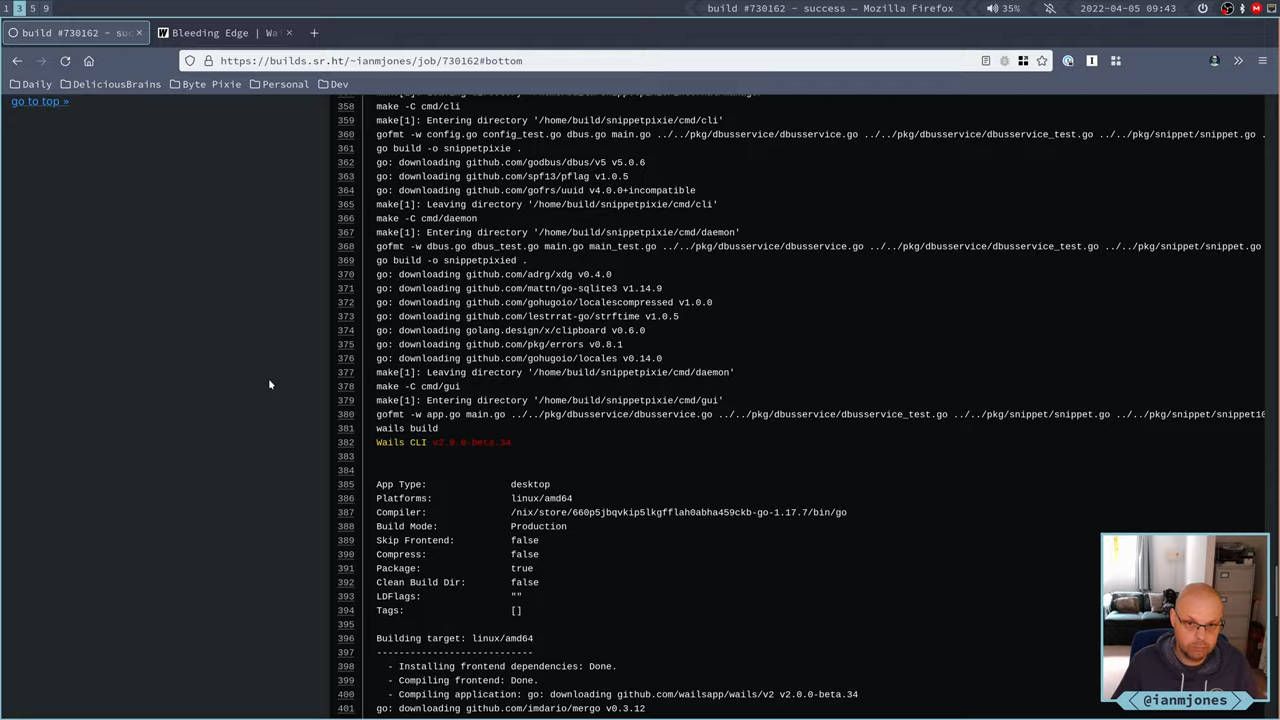 1 3 5 9
build #730162 - success — Mozilla Firefox
35%
2022-04-05 09:43
build #730162 - suc
Bleeding Edge | Wai
https://builds.sr.ht/~ianmjones/job/730162#bottom
Daily
DeliciousBrains
Byte Pixie
Personal
Dev
go to top »
358 make -C cmd/cli
359 make[1]: Entering directory '/home/build/snippetpixie/cmd/cli'
360 gofmt -w config.go config_test.go dbus.go main.go ../../pkg/dbusservice/dbusservice.go ../../pkg/dbusservice/dbusservice_test.go ../../pkg/snippet/snippet.go .
361 go build -o snippetpixie .
362 go: downloading github.com/godbus/dbus/v5 v5.0.6
363 go: downloading github.com/spf13/pflag v1.0.5
364 go: downloading github.com/gofrs/uuid v4.0.0+incompatible
365 make[1]: Leaving directory '/home/build/snippetpixie/cmd/cli'
366 make -C cmd/daemon
367 make[1]: Entering directory '/home/build/snippetpixie/cmd/daemon'
368 gofmt -w dbus.go dbus_test.go main.go main_test.go ../../pkg/dbusservice/dbusservice.go ../../pkg/dbusservice/dbusservice_test.go ../../pkg/snippet/snippet.go
369 go build -o snippetpixied .
370 go: downloading github.com/adrg/xdg v0.4.0
371 go: downloading github.com/mattn/go-sqlite3 v1.14.9
372 go: downloading github.com/gohugoio/localescompressed v1.0.0
373 go: downloading github.com/lestrrat-go/strftime v1.0.5
374 go: downloading golang.design/x/clipboard v0.6.0
375 go: downloading github.com/pkg/errors v0.8.1
376 go: downloading github.com/gohugoio/locales v0.14.0
377 make[1]: Leaving directory '/home/build/snippetpixie/cmd/daemon'
378 make -C cmd/gui
379 make[1]: Entering directory '/home/build/snippetpixie/cmd/gui'
380 gofmt -w app.go main.go ../../pkg/dbusservice/dbusservice.go ../../pkg/dbusservice/dbusservice_test.go ../../pkg/snippet/snippet.go ../../pkg/snippet/snippet10
381 wails build
382 Wails CLI v2.0.0-beta.34
383
384
385 App Type: desktop
386 Platforms: linux/amd64
387 Compiler: /nix/store/660p5jbqvkip5lkgfflah0abha459ckb-go-1.17.7/bin/go
388 Build Mode: Production
389 Skip Frontend: false
390 Compress: false
391 Package: true
392 Clean Build Dir: false
393 LDFlags: ""
394 Tags: []
395
396 Building target: linux/amd64
397 ----------------------------
398 - Installing frontend dependencies: Done.
399 - Compiling frontend: Done.
400 - Compiling application: go: downloading github.com/wailsapp/wails/v2 v2.0.0-beta.34
401 go: downloading github.com/imdario/mergo v0.3.12
@ianmjones